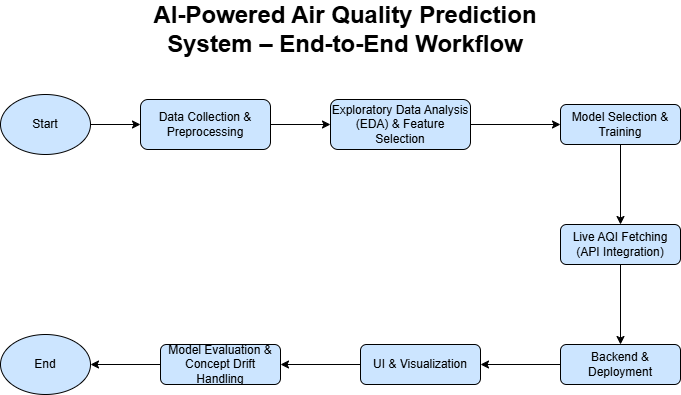 AI-Powered Air Quality Prediction
System – End-to-End Workflow
Start
Data Collection &
Preprocessing
Exploratory Data Analysis
(EDA) & Feature
Selection
Model Selection &
Training
Live AQI Fetching
(API Integration)
Backend &
Deployment
UI & Visualization
Model Evaluation &
Concept Drift
Handling
End